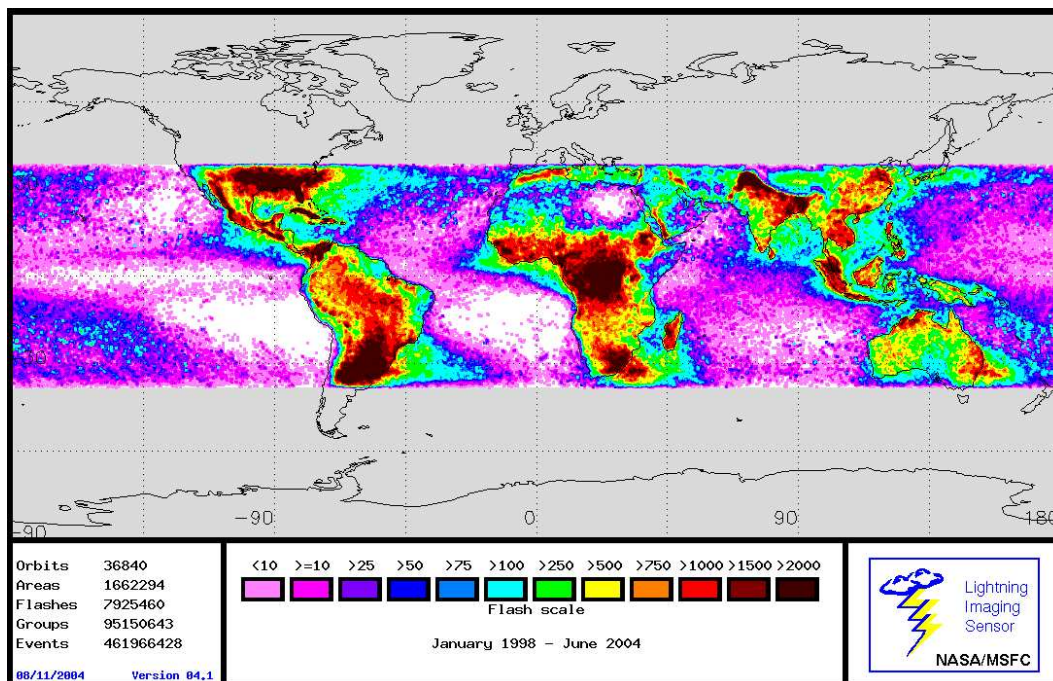 -90
-90
0
90
180
Orbits 36840
Areas 1662294
Flashes 7925460
Groups 95150643
Events 461966428
08/11/2004 Version 04.1
<10 >=10 >25 >50 >75 >100 >250 >500 >750 >1000 >1500 >2000
Flash scale
January 1998 - June 2004
Lightning
Imaging
Sensor
NASA/MSFC